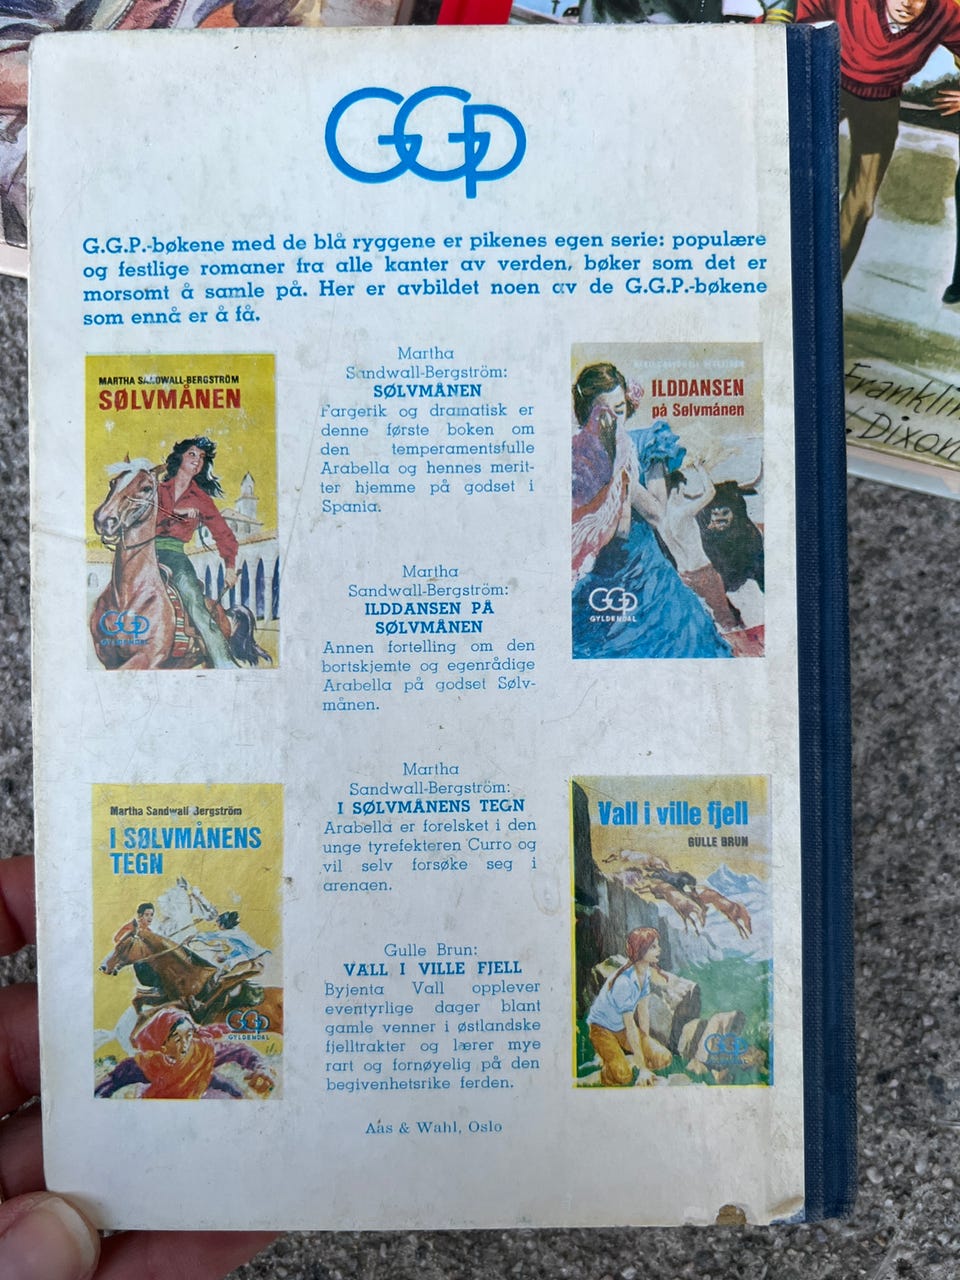 GGP
G.G.P.-bøkene med de blå ryggene er pikenes egen serie: populære
og festlige romaner fra alle kanter av verden, bøker som det er
morsomt å samle på. Her er avbildet noen av de G.G.P.-bøkene
som ennå er å få.
MARTHA SANDWALL-BERGSTRÖM
SØLVMÅNEN
GGP
GYLDENDAL
Martha
Sandwall-Bergström:
SØLVMÅNEN
Fargerik og dramatisk er
denne første boken om
den temperamentsfulle
Arabella og hennes merit-
ter hjemme på godset i
Spania.
MARTHA SANDWALL-BERGSTRÖM
ILDDANSEN
på Sølvmånen
GGP
GYLDENDAL
Martha
Sandwall-Bergström:
ILDDANSEN PÅ
SØLVMÅNEN
Annen fortelling om den
bortskjemte og egenrådige
Arabella på godset Sølv-
månen.
Martha Sandwall-Bergström
I SØLVMÅNENS
TEGN
GGP
GYLDENDAL
Martha
Sandwall-Bergström:
I SØLVMÅNENS TEGN
Arabella er forelsket i den
unge tyrefekteren Curro og
vil selv forsøke seg i
arenaen.
Vall i ville fjell
GULLE BRUN
GGP
Gulle Brun:
VALL I VILLE FJELL
Byjenta Vall opplever
eventyrlige dager blant
gamle venner i østlandske
fjelltrakter og lærer mye
rart og fornøyelig på den
begivenhetsrike ferden.
Aas & Wahl, Oslo
Franklin
. Dixon